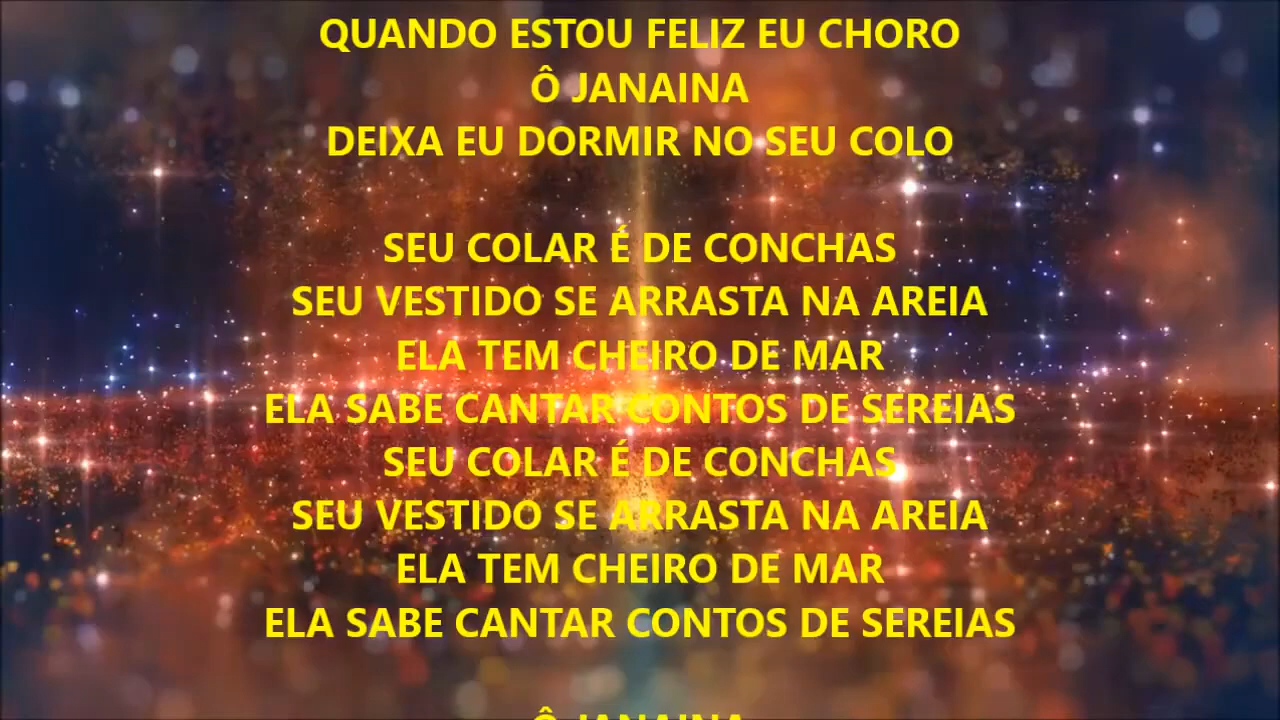 QUANDO ESTOU FELIZ EU CHORO
Ô JANAINA
DEIXA EU DORMIR NO SEU COLO
SEU COLAR É DE CONCHAS
SEU VESTIDO SE ARRASTA NA AREIA
ELA TEM CHEIRO DE MAR
ELA SABE CANTAR CONTOS DE SEREIAS
SEU COLAR É DE CONCHAS
SEU VESTIDO SE ARRASTA NA AREIA
ELA TEM CHEIRO DE MAR
ELA SABE CANTAR CONTOS DE SEREIAS
Ô JANAINA